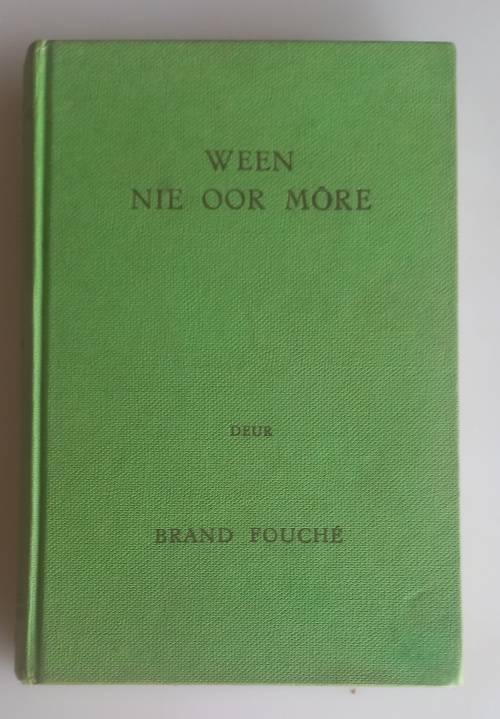 WEEN
NIE OOR MÔRE
DEUR
BRAND FOUCHÉ